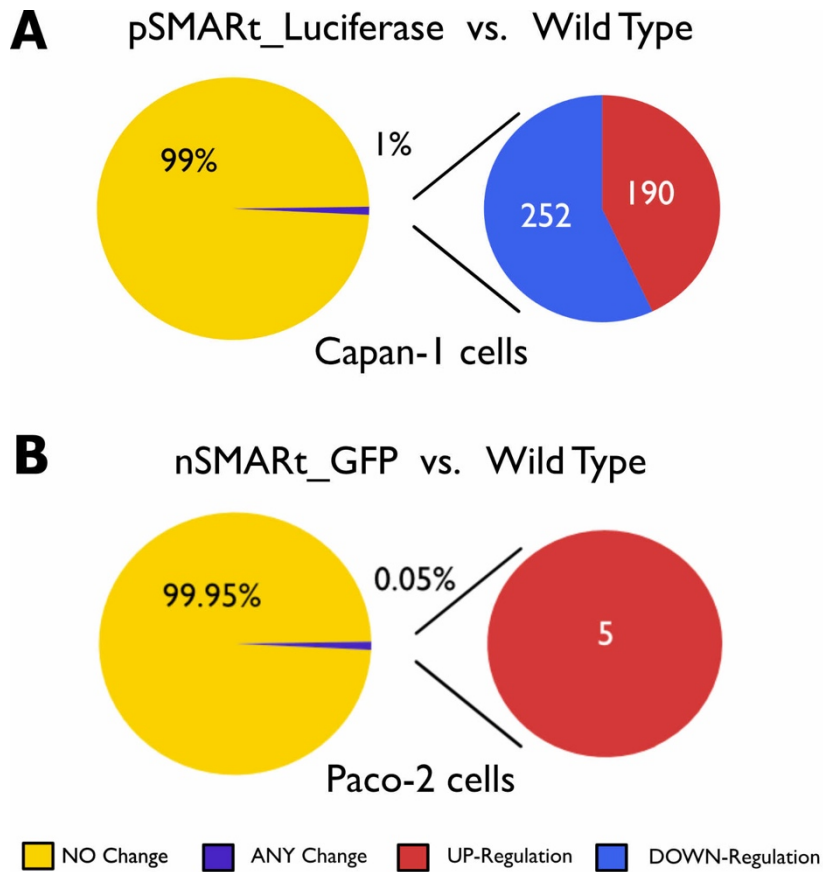 A
pSMARt_Luciferase vs. Wild Type
99%
1%
252
190
Capan-1 cells
B
nSMARt_GFP vs. Wild Type
99.95%
0.05%
5
Paco-2 cells
NO Change
ANY Change
UP-Regulation
DOWN-Regulation